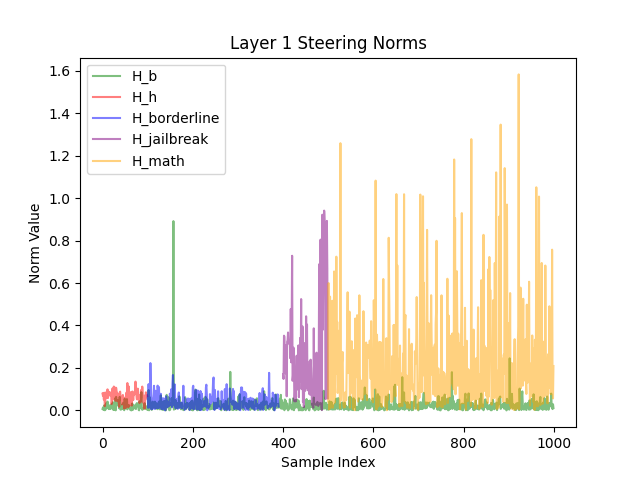 Layer 1 Steering Norms
H_b
H_h
H_borderline
H_jailbreak
H_math
Norm Value
1.6
1.4
1.2
1.0
0.8
0.6
0.4
0.2
0.0
0 200 400 600 800 1000
Sample Index